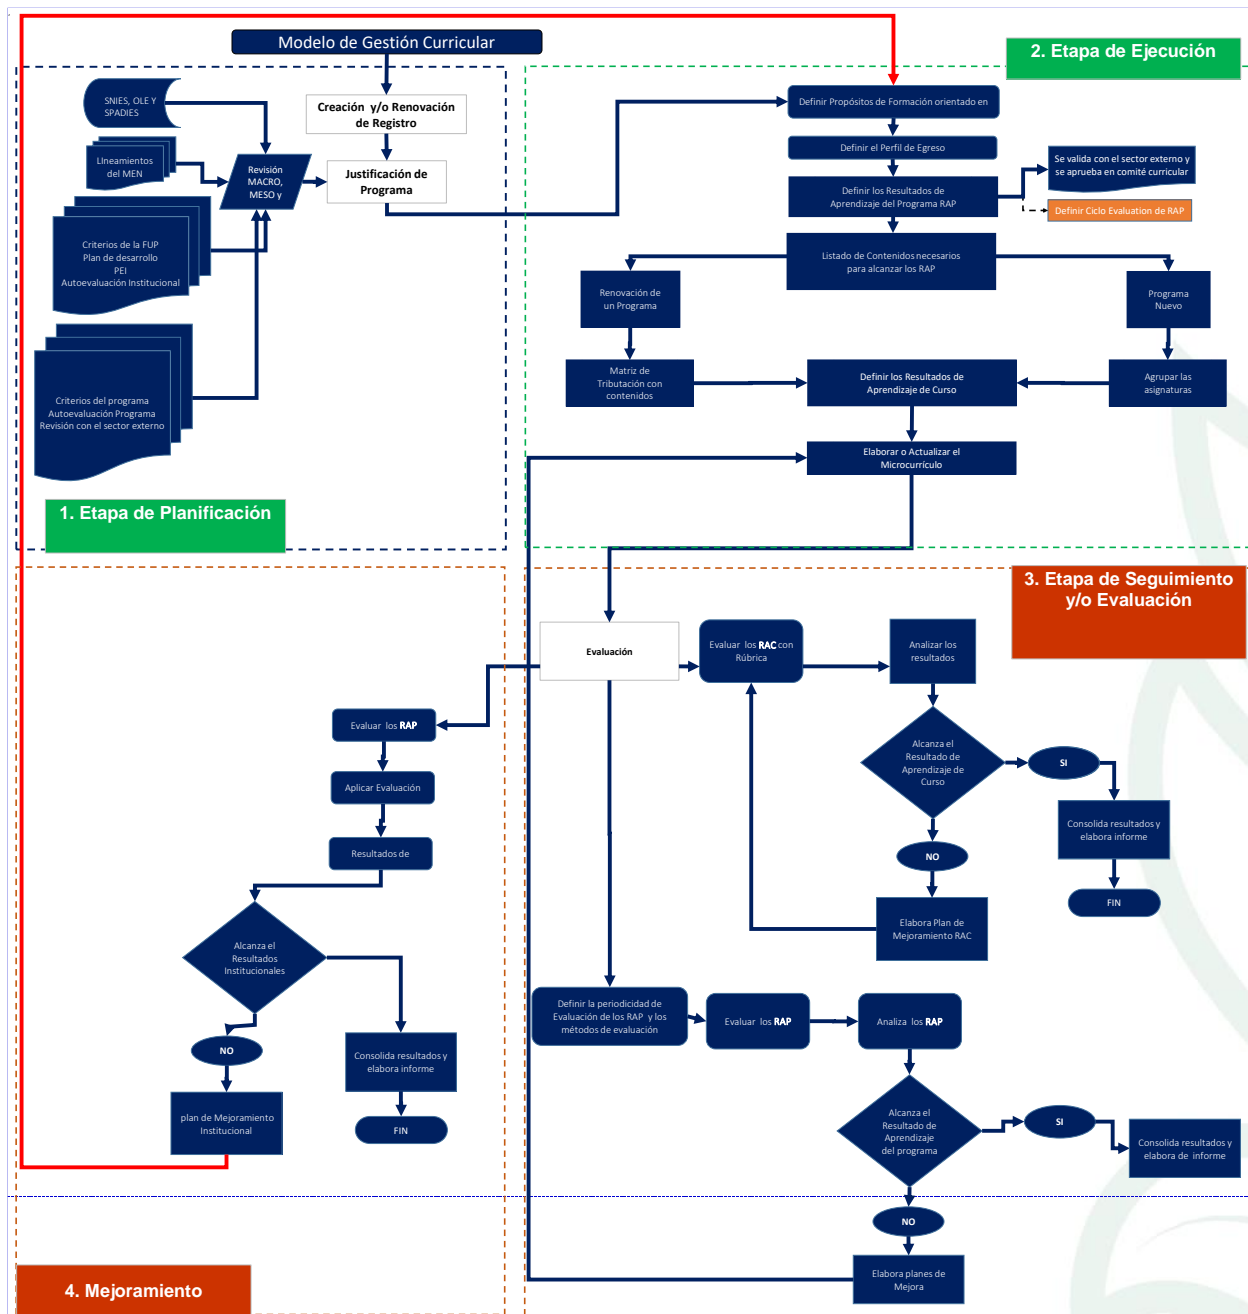 Modelo de Gestión Curricular
2. Etapa de Ejecución
SNIES, OLE Y
SPADIES
Creación y/o Renovación
de Registro
LIneamientos
del MEN
Revisión
MACRO,
MESO y
Justificación de
Programa
Criterios de la FUP
Plan de desarrollo
PEI
Autoevaluación Institucional
Criterios del programa
Autoevaluación Programa
Revisión con el sector externo
1. Etapa de Planificación
Definir Propósitos de Formación orientado en
Definir el Perfil de Egreso
Definir los Resultados de
Aprendizaje del Programa RAP
Se valida con el sector externo y
se aprueba en comité curricular
Definir Ciclo Evaluation de RAP
Listado de Contenidos necesarios
para alcanzar los RAP
Renovación de
un Programa
Programa
Nuevo
Matriz de
Tributación con
contenidos
Definir los Resultados de
Aprendizaje de Curso
Agrupar las
asignaturas
Elaborar o Actualizar el
Microcurrículo
3. Etapa de Seguimiento
y/o Evaluación
Evaluación
Evaluar los RAC con
Rúbrica
Analizar los
resultados
Alcanza el
Resultado de
Aprendizaje de
Curso
SI
Consolida resultados y
elabora informe
FIN
NO
Elabora Plan de
Mejoramiento RAC
Evaluar los RAP
Aplicar Evaluación
Resultados de
Alcanza el
Resultados
Institucionales
NO
plan de Mejoramiento
Institucional
Consolida resultados y
elabora informe
FIN
Definir la periodicidad de
Evaluación de los RAP y los
métodos de evaluación
Evaluar los RAP
Analiza los RAP
Alcanza el
Resultado de
Aprendizaje
del programa
SI
Consolida resultados y
elabora de informe
NO
Elabora planes de
Mejora
4. Mejoramiento